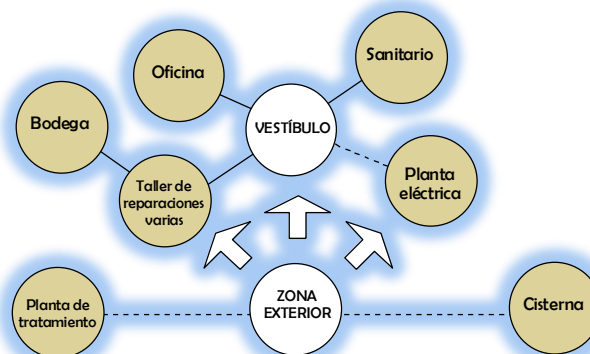 Sanitario
Oficina
Bodega
VESTÍBULO
Planta
eléctrica
Taller de
reparaciones
varias
ZONA
EXTERIOR
Planta de
tratamiento
Cisterna